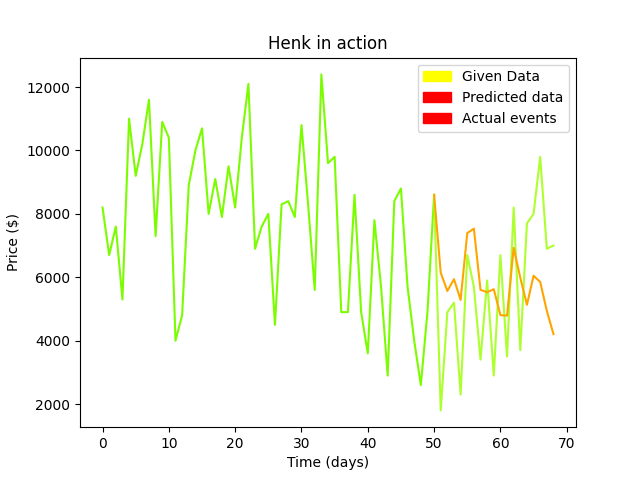 Henk in action
Given Data
Predicted data
Actual events
Price ($)
12000
10000
8000
6000
4000
2000
0 10 20 30 40 50 60 70
Time (days)